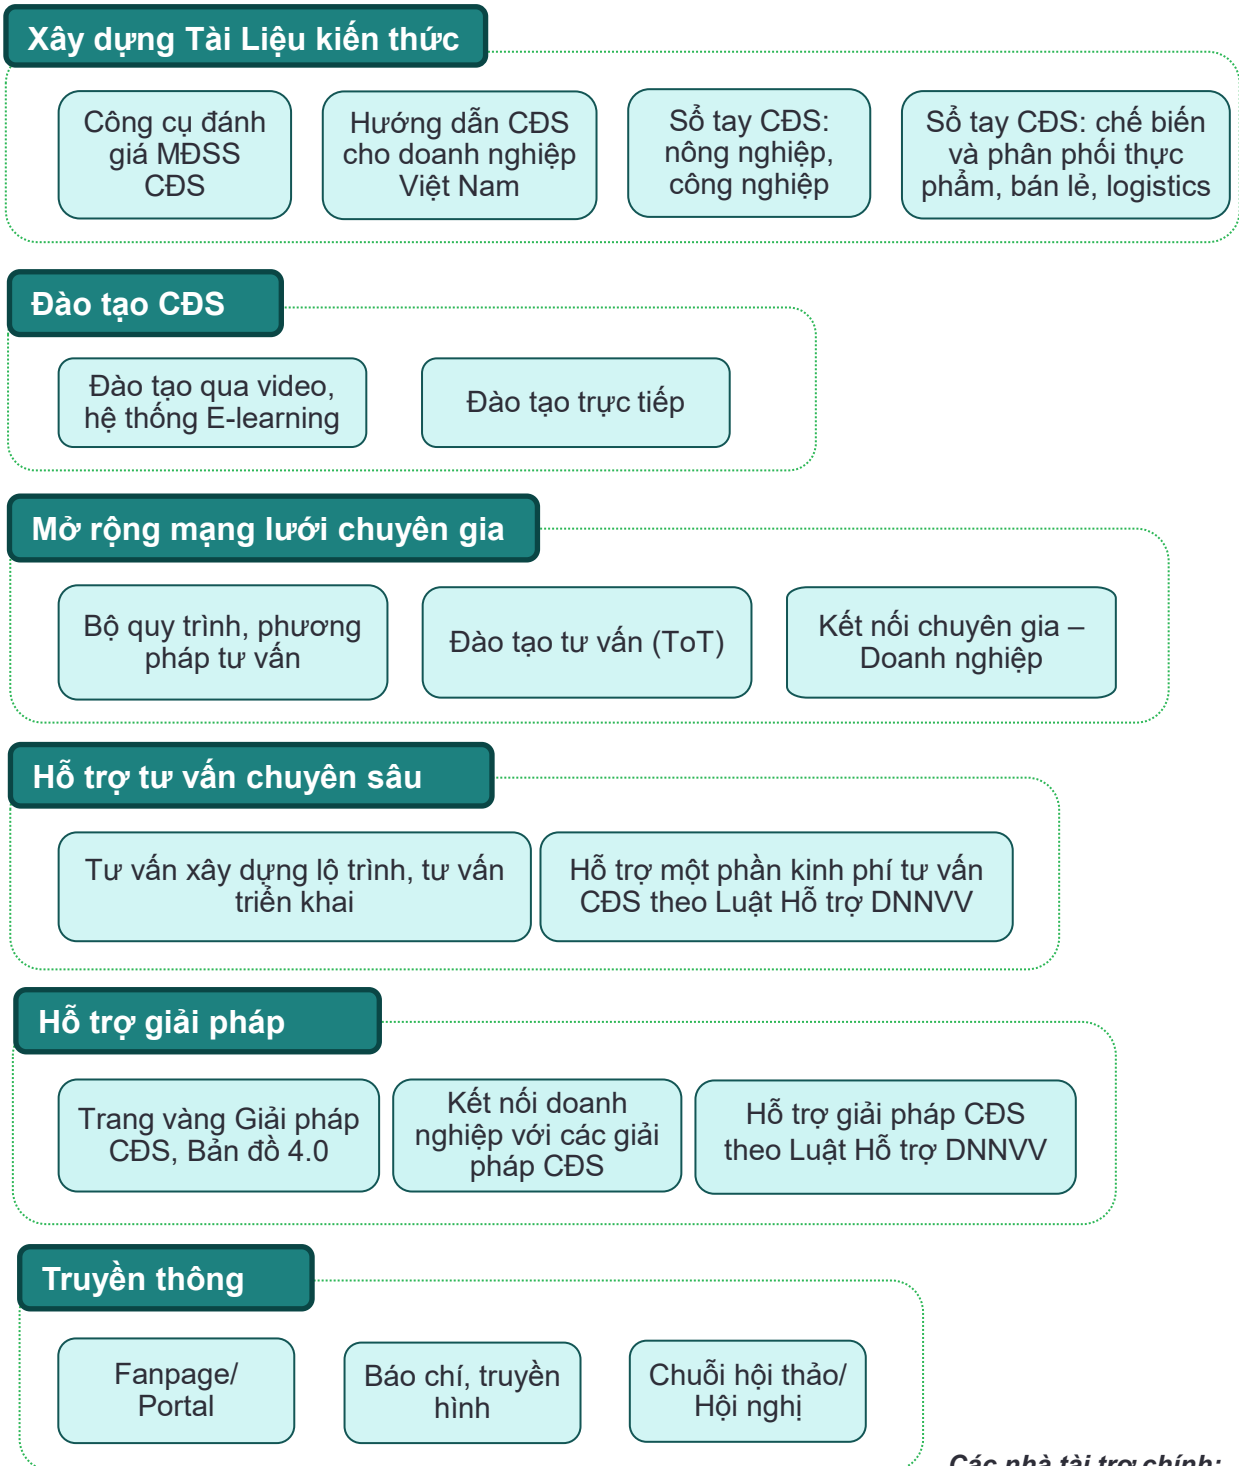 Xây dựng Tài Liệu kiến thức
Công cụ đánh
giá MĐSS
CĐS
Hướng dẫn CĐS
cho doanh nghiệp
Việt Nam
Sổ tay CĐS:
nông nghiệp,
công nghiệp
Sổ tay CĐS: chế biến
và phân phối thực
phẩm, bán lẻ, logistics
Đào tạo CĐS
Đào tạo qua video,
hệ thống E-learning
Đào tạo trực tiếp
Mở rộng mạng lưới chuyên gia
Bộ quy trình, phương
pháp tư vấn
Đào tạo tư vấn (ToT)
Kết nối chuyên gia –
Doanh nghiệp
Hỗ trợ tư vấn chuyên sâu
Tư vấn xây dựng lộ trình, tư vấn
triển khai
Hỗ trợ một phần kinh phí tư vấn
CĐS theo Luật Hỗ trợ DNNVV
Hỗ trợ giải pháp
Trang vàng Giải pháp
CĐS, Bản đồ 4.0
Kết nối doanh
nghiệp với các giải
pháp CĐS
Hỗ trợ giải pháp CĐS
theo Luật Hỗ trợ DNNVV
Truyền thông
Fanpage/
Portal
Báo chí, truyền
hình
Chuỗi hội thảo/
Hội nghị
Các nhà tài trợ chính: